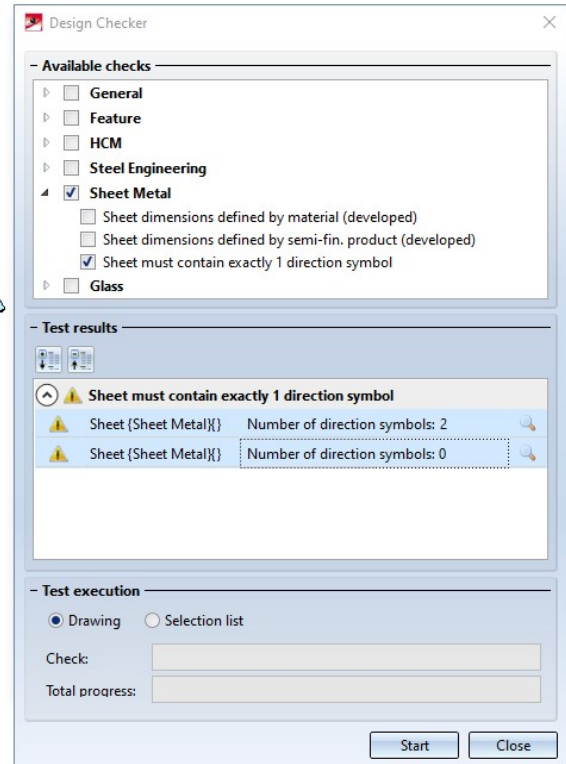 Design Checker
Available checks
General
Feature
HCM
Steel Engineering
Sheet Metal
Sheet dimensions defined by material (developed)
Sheet dimensions defined by semi-fin. product (developed)
Sheet must contain exactly 1 direction symbol
Glass
Test results
Sheet must contain exactly 1 direction symbol
Sheet {Sheet Metal}{} Number of direction symbols: 2
Sheet {Sheet Metal}{} Number of direction symbols: 0
Test execution
Drawing Selection list
Check:
Total progress:
Start Close